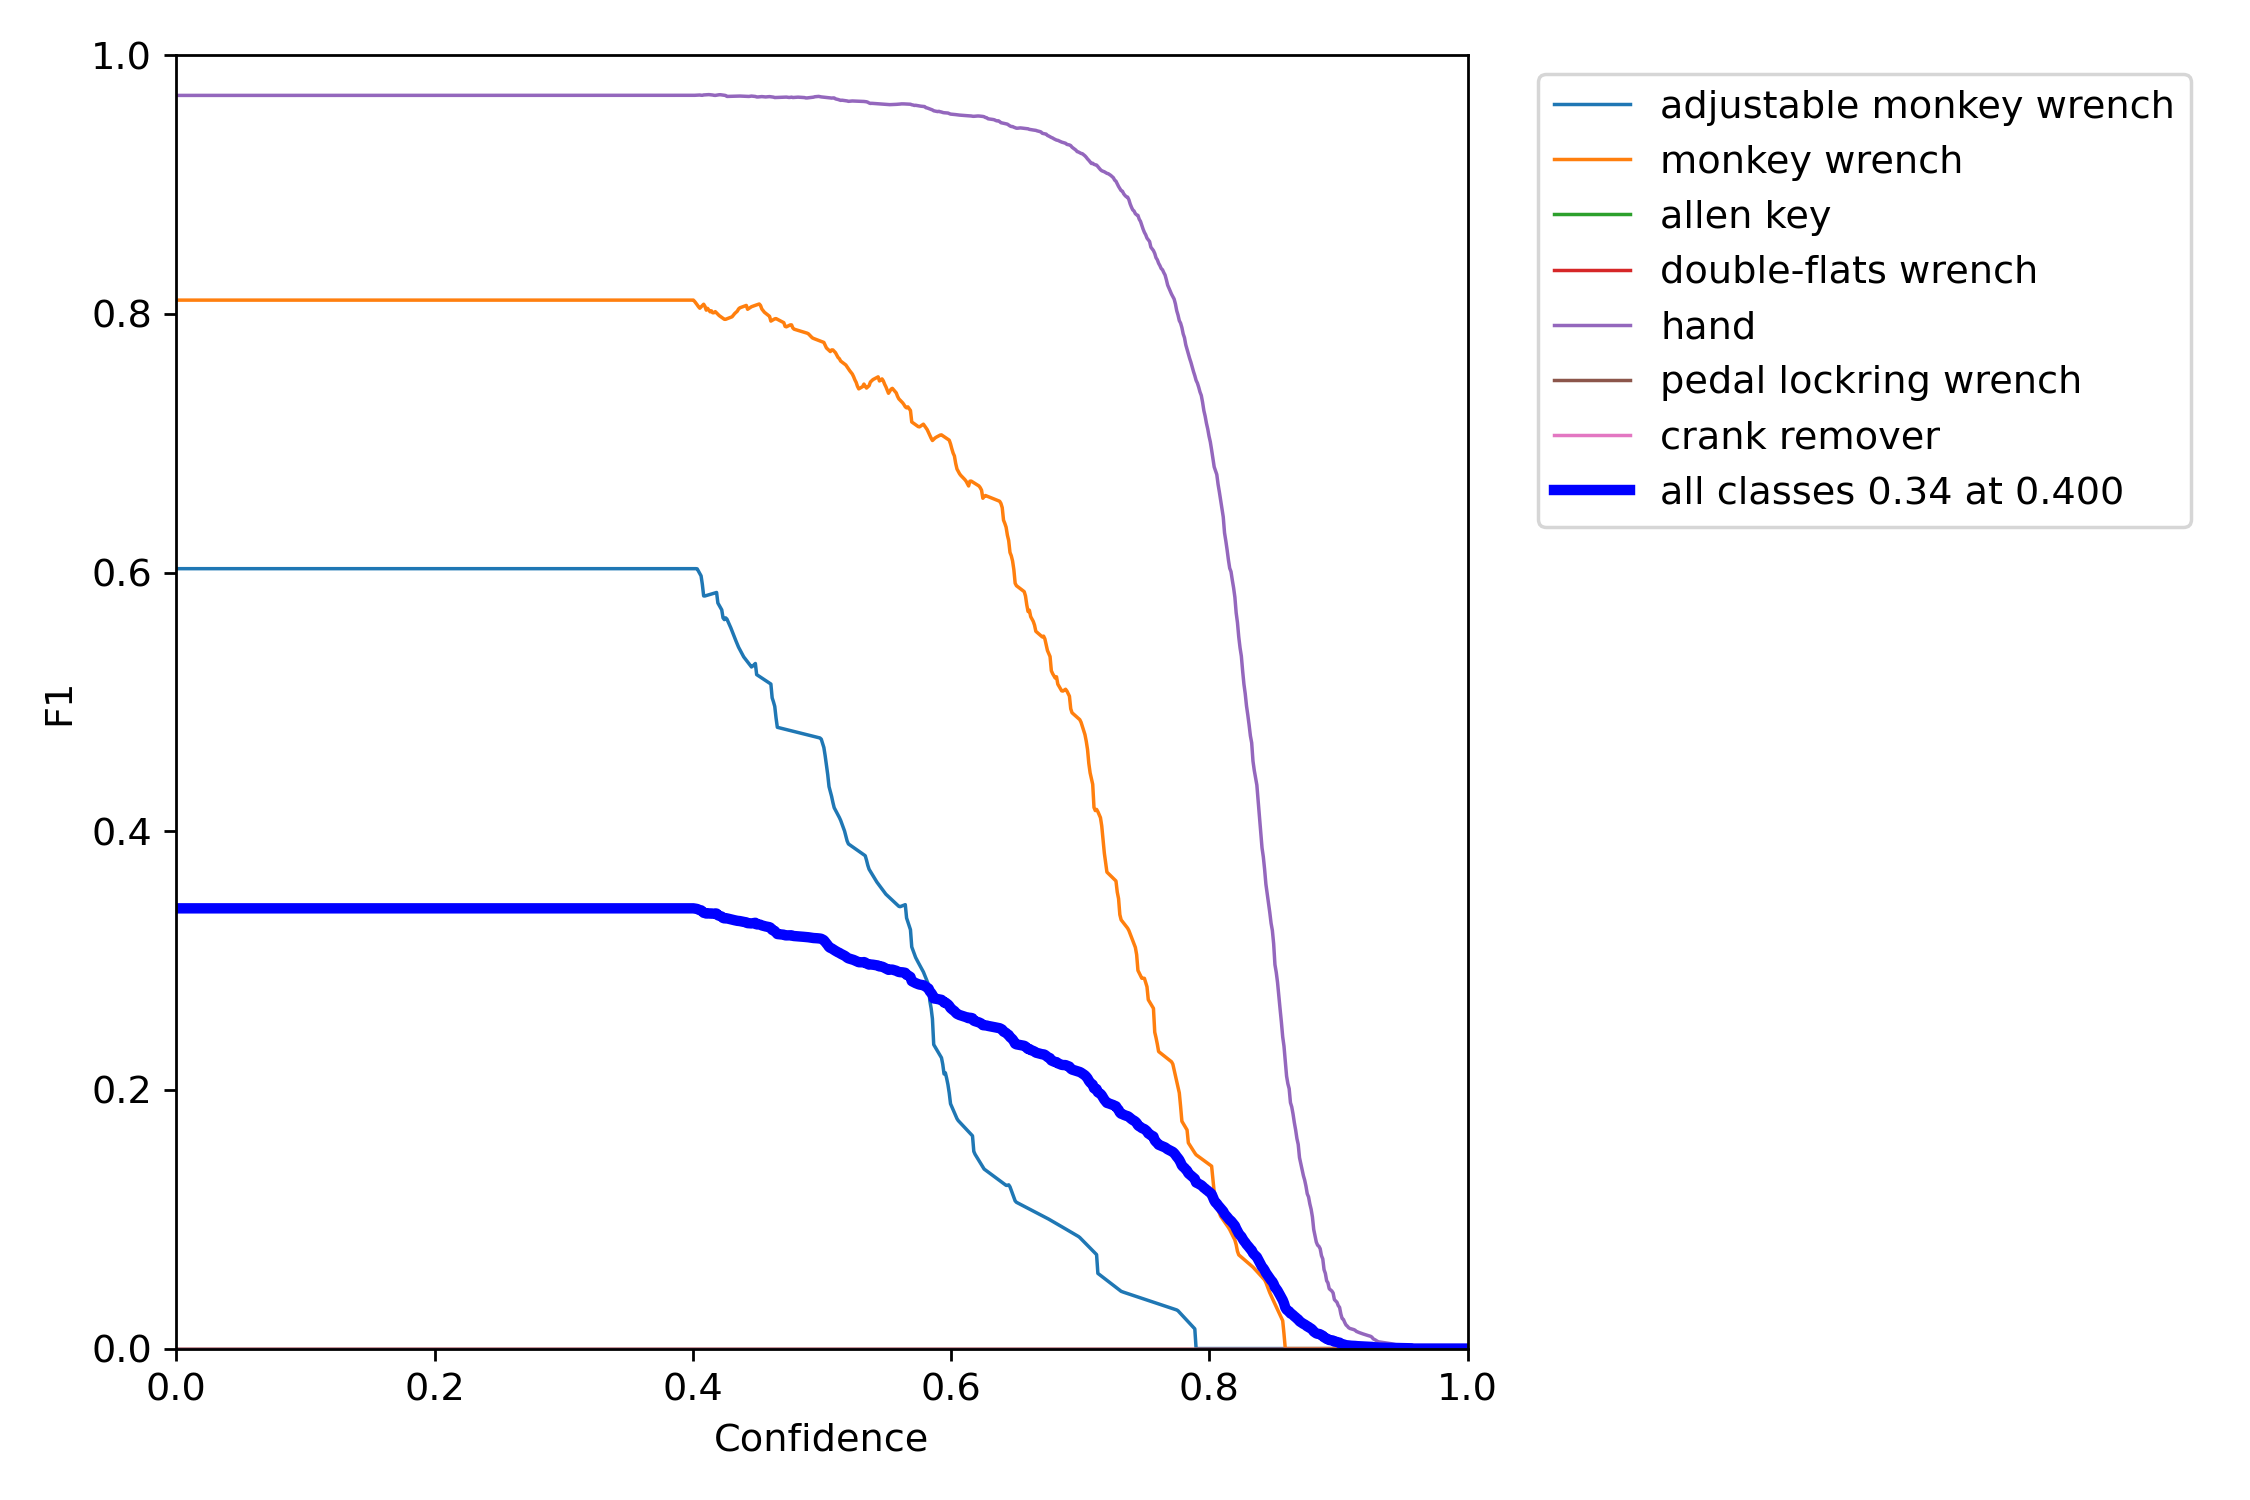 1.0
0.8
0.6
0.4
0.2
0.0
F1
0.0 0.2 0.4 0.6 0.8 1.0
Confidence
adjustable monkey wrench
monkey wrench
allen key
double-flats wrench
hand
pedal lockring wrench
crank remover
all classes 0.34 at 0.400